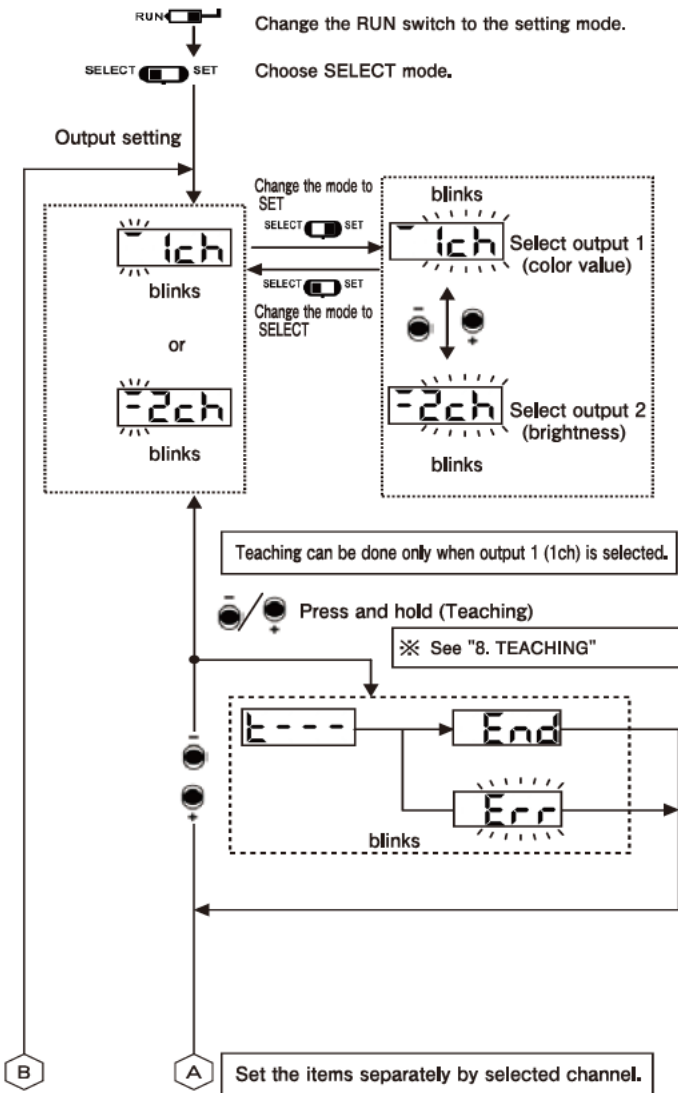 RUN
Change the RUN switch to the setting mode.
SELECT SET
Choose SELECT mode.
Output setting
Change the mode to
SET
SELECT SET
SELECT SET
Change the mode to
SELECT
1ch
blinks
or
2ch
blinks
blinks
1ch
Select output 1
(color value)
- +
2ch
Select output 2
(brightness)
blinks
Teaching can be done only when output 1 (1ch) is selected.
- / + Press and hold (Teaching)
※ See "8. TEACHING"
t---
End
Err
blinks
-
+
B
A
Set the items separately by selected channel.